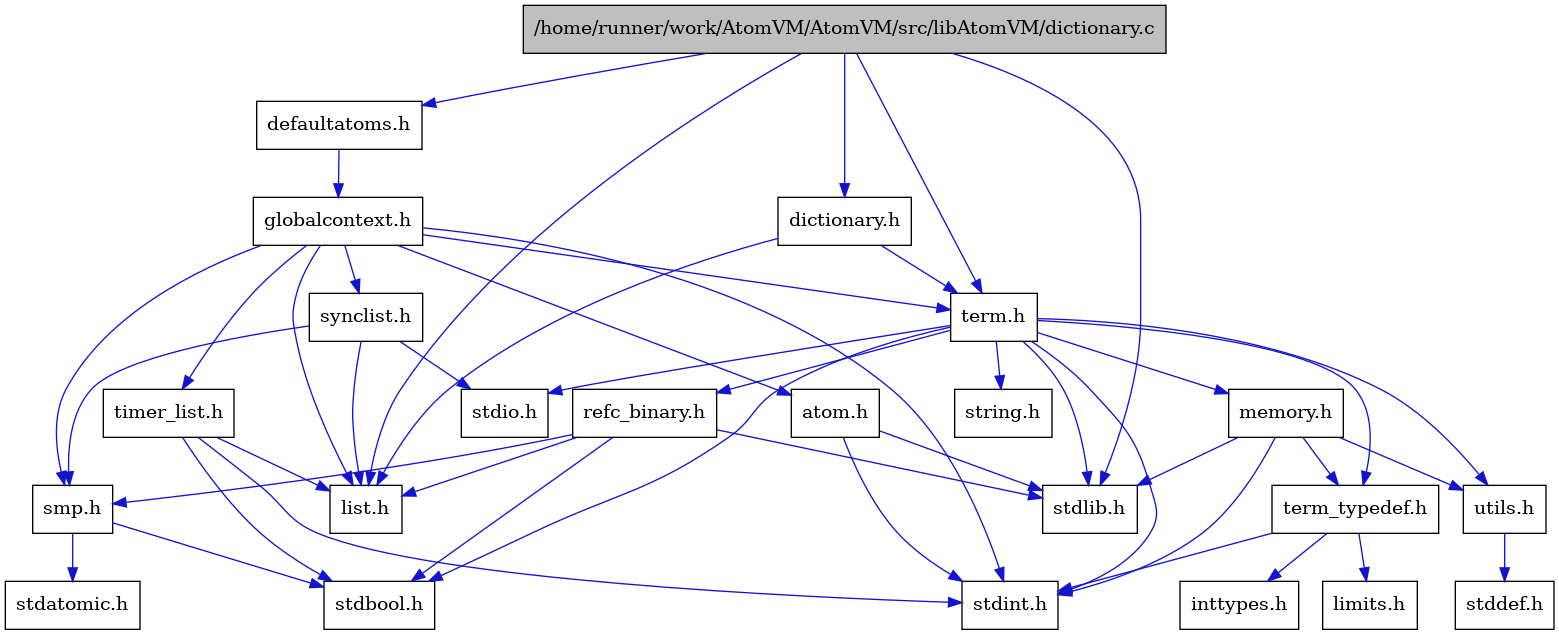 /home/runner/work/AtomVM/AtomVM/src/libAtomVM/dictionary.c
defaultatoms.h
globalcontext.h
dictionary.h
synclist.h
term.h
timer_list.h
stdio.h
refc_binary.h
atom.h
string.h
memory.h
smp.h
list.h
stdlib.h
term_typedef.h
utils.h
stdatomic.h
stdbool.h
stdint.h
inttypes.h
limits.h
stddef.h